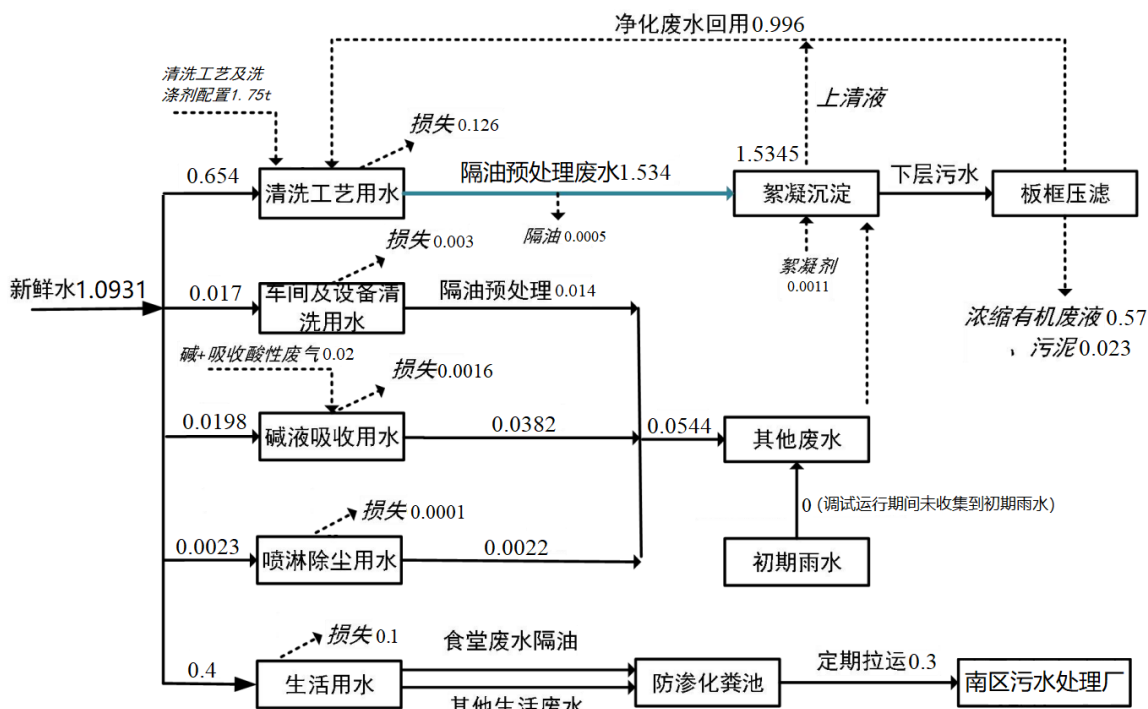 净化废水回用0.996
清洗工艺及洗
涤剂配置1.75t
上清液
损失0.126
1.5345
0.654
隔油预处理废水1.534
清洗工艺用水
絮凝沉淀
下层污水
板框压滤
隔油0.0005
损失0.003
絮凝剂
0.0011
新鲜水1.0931
0.017
车间及设备清
洗用水
隔油预处理0.014
浓缩有机废液0.57
、污泥0.023
碱+吸收酸性废气0.02
损失0.0016
0.0198
碱液吸收用水
0.0382
0.0544
其他废水
0（调试运行期间未收集到初期雨水）
损失0.0001
0.0023
喷淋除尘用水
0.0022
初期雨水
损失0.1
食堂废水隔油
0.4
生活用水
防渗化粪池
定期拉运0.3
南区污水处理厂
其他生活废水